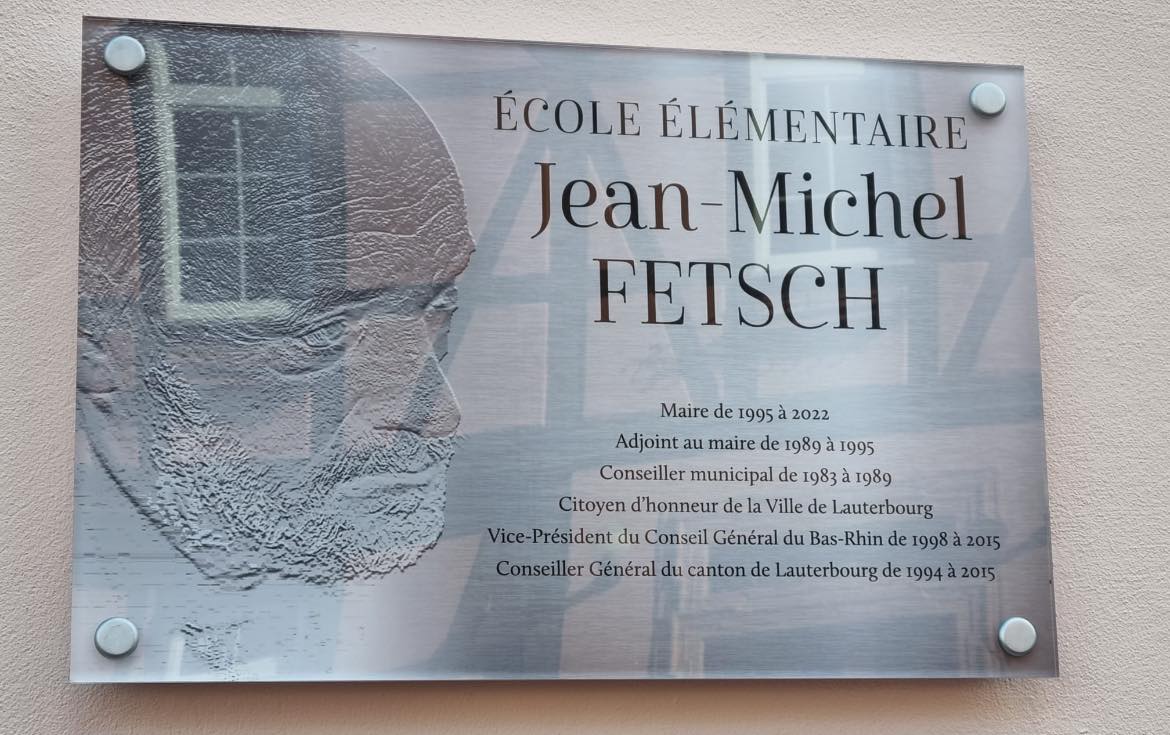 ÉCOLE ÉLÉMENTAIRE
Jean-Michel
FETSCH
Maire de 1995 à 2022
Adjoint au maire de 1989 à 1995
Conseiller municipal de 1983 à 1989
Citoyen d'honneur de la Ville de Lauterbourg
Vice-Président du Conseil Général du Bas-Rhin de 1998 à 2015
Conseiller Général du canton de Lauterbourg de 1994 à 2015